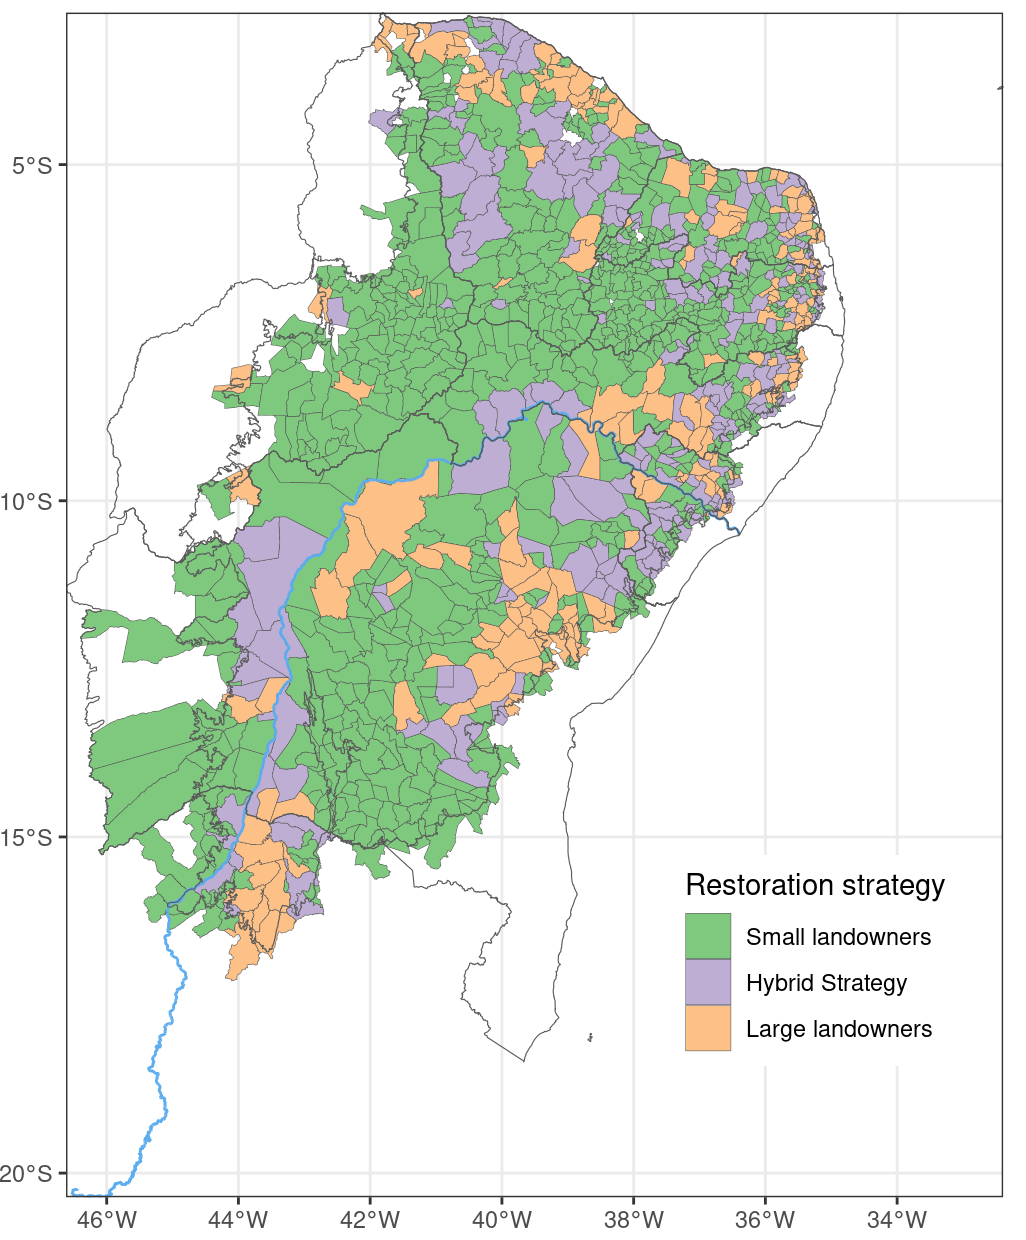 5°S
10°S
15°S
20°S
Restoration strategy
Small landowners
Hybrid Strategy
Large landowners
46°W 44°W 42°W 40°W 38°W 36°W 34°W